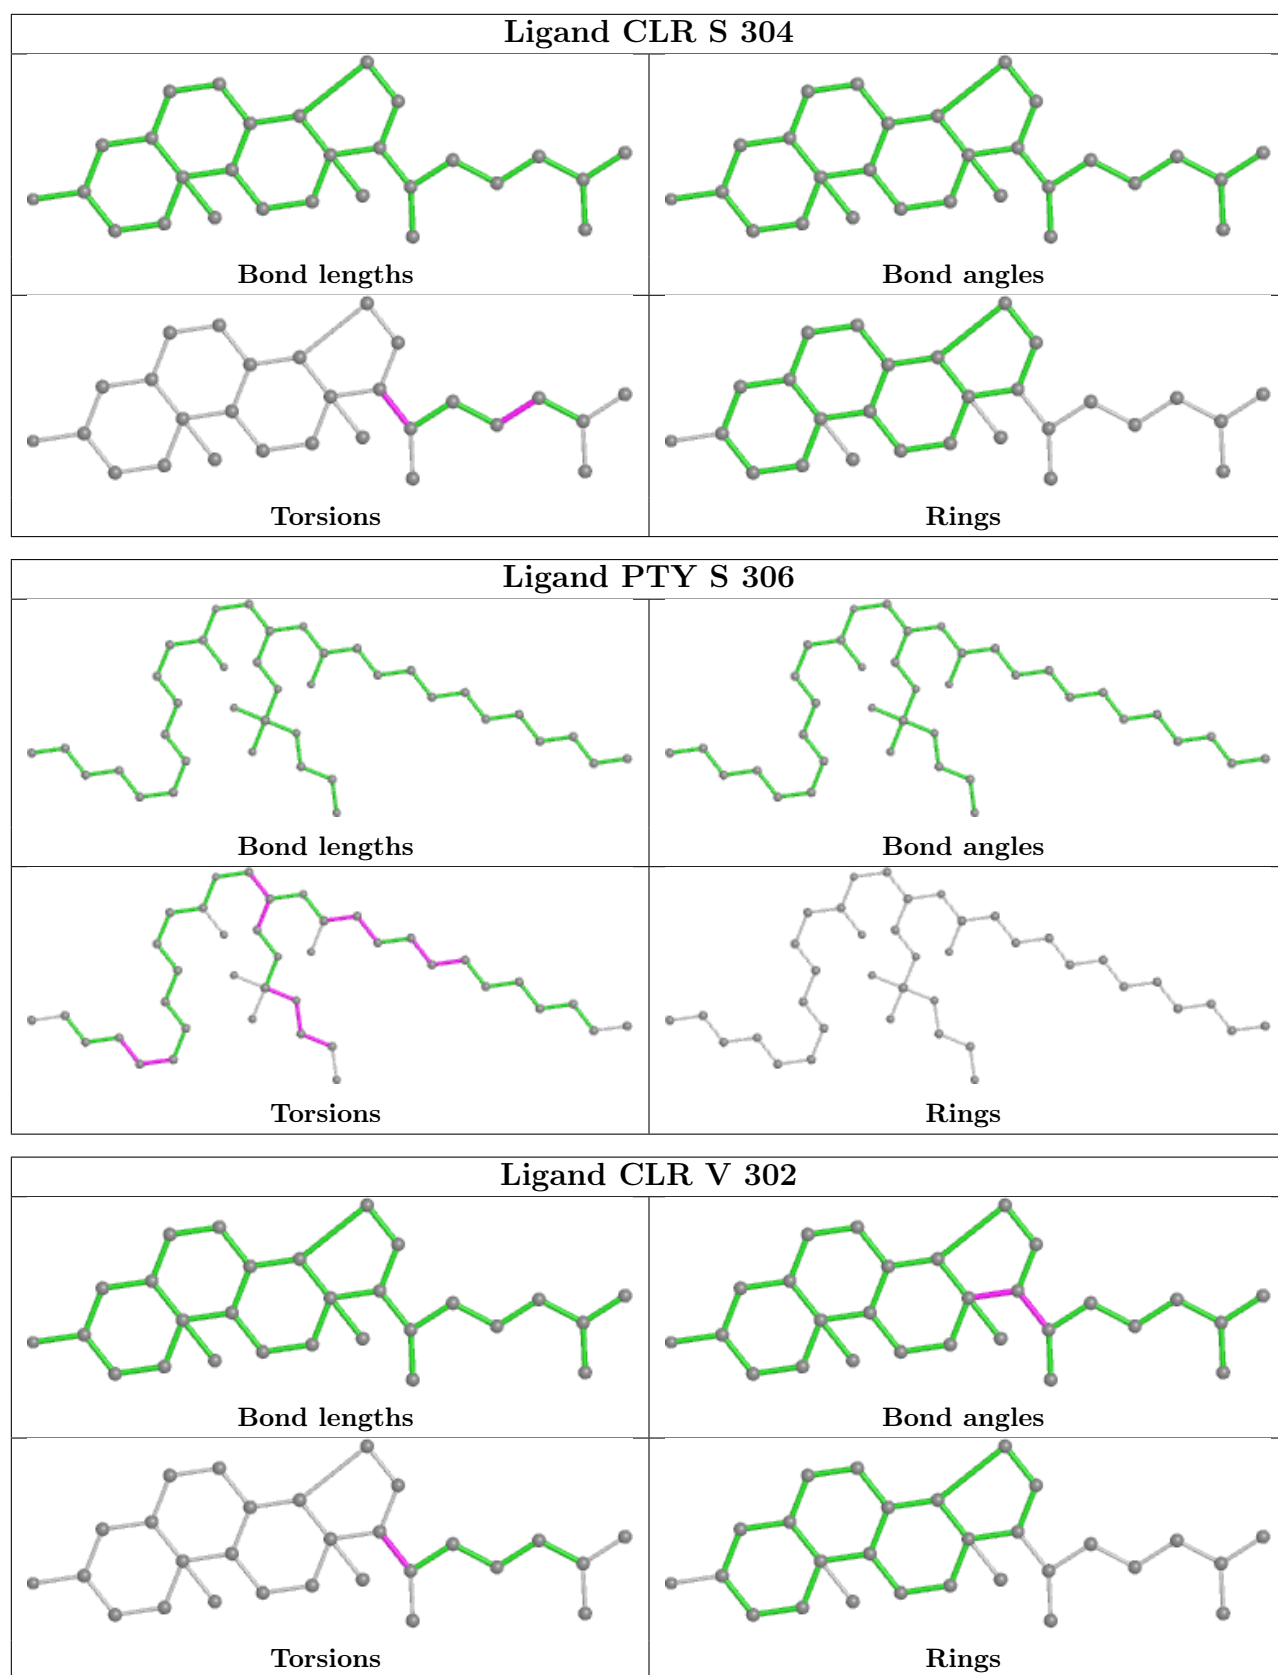 Ligand CLR S 304
Bond lengths
Bond angles
Torsions
Rings
Ligand PTY S 306
Bond lengths
Bond angles
Torsions
Rings
Ligand CLR V 302
Bond lengths
Bond angles
Torsions
Rings